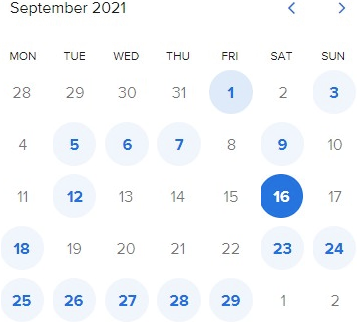 September 2021
MON TUE WED THU FRI SAT SUN
28 29 30 31 1 2 3
4 5 6 7 8 9 10
11 12 13 14 15 16 17
18 19 20 21 22 23 24
25 26 27 28 29 1 2